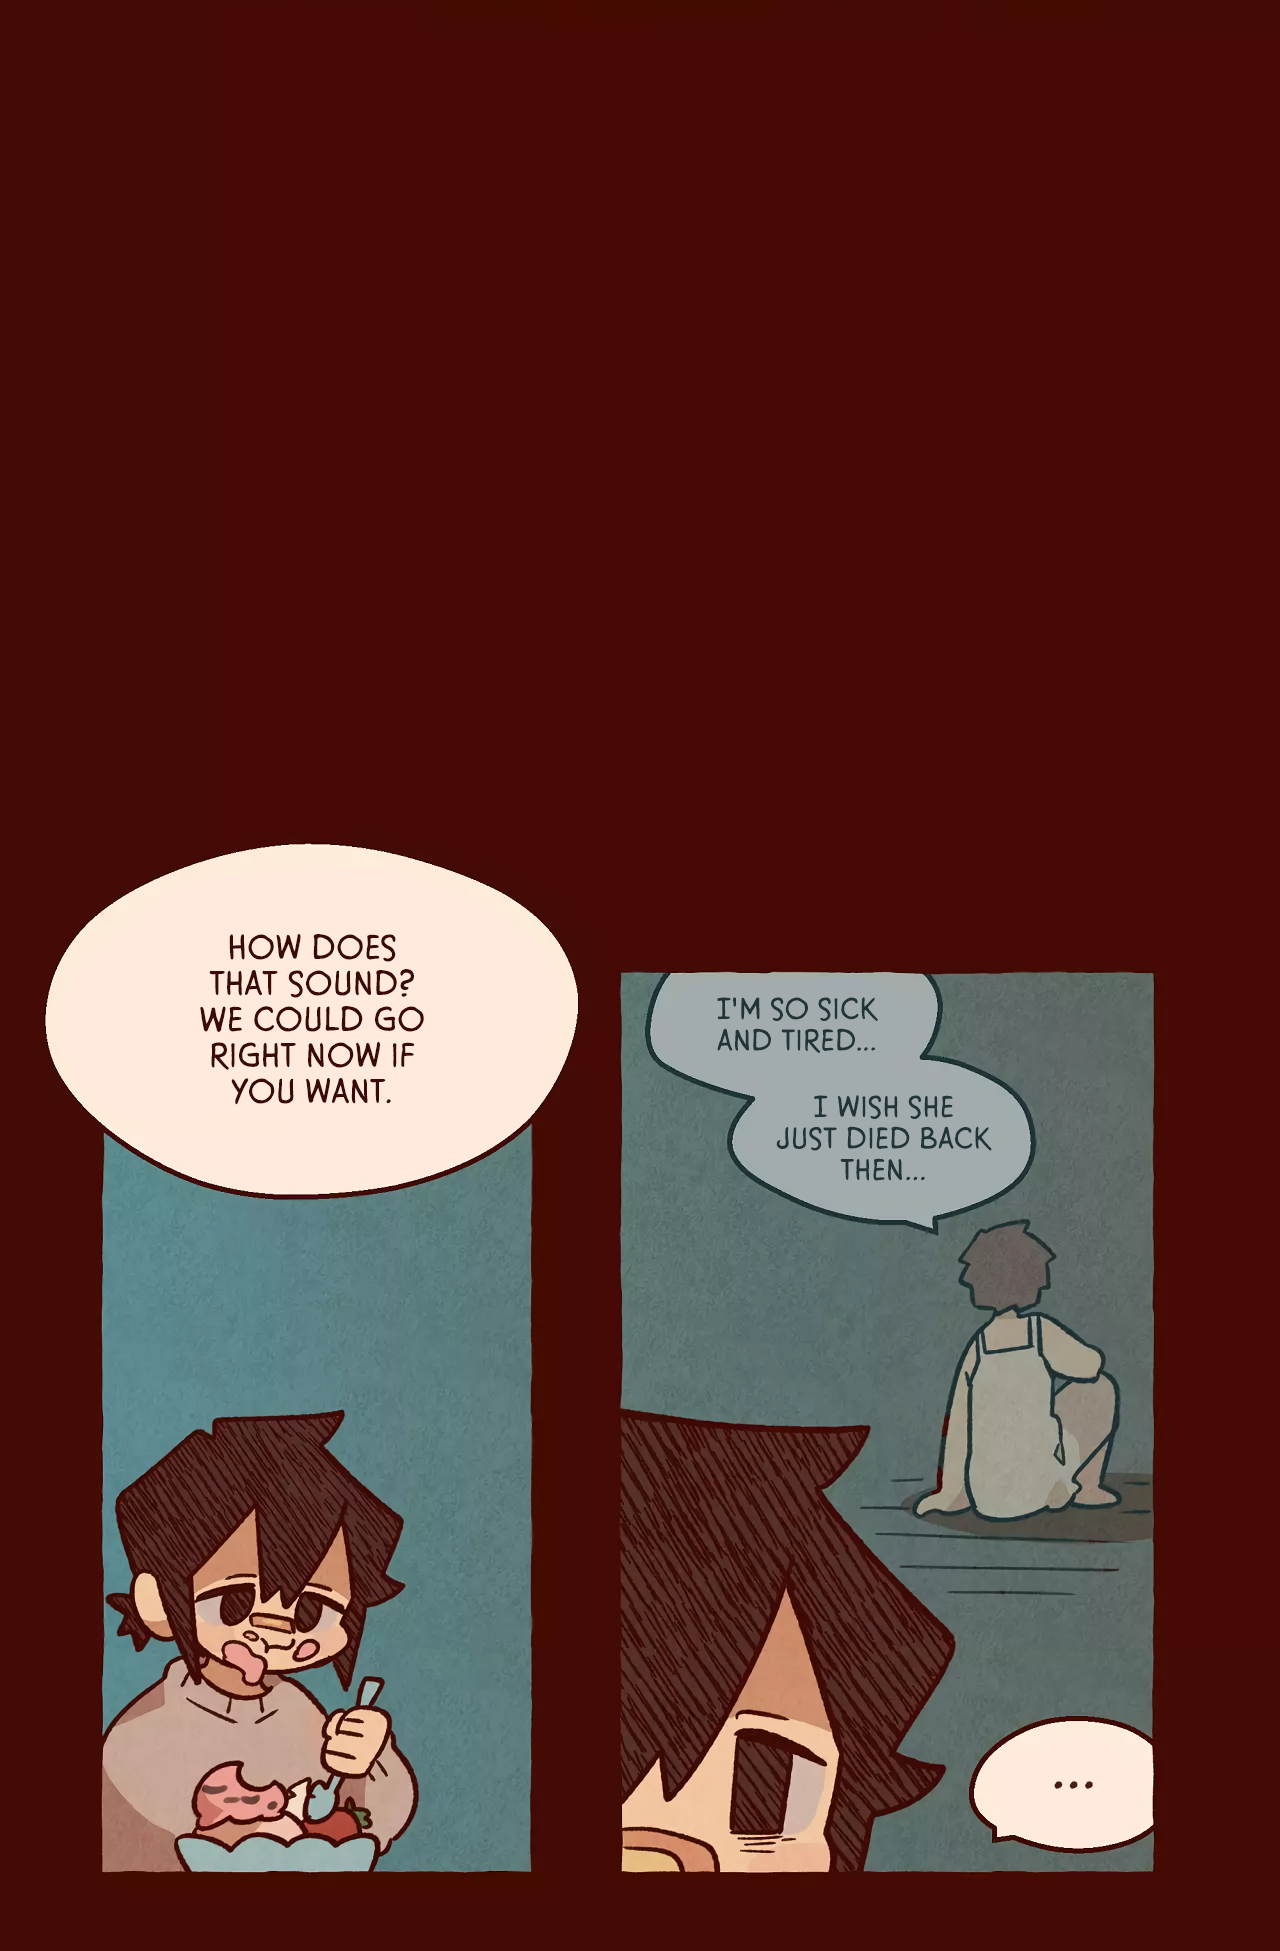 HOW DOES
THAT SOUND?
WE COULD GO
RIGHT NOW IF
YOU WANT.
I'M SO SICK
AND TIRED...
I WISH SHE
JUST DIED BACK
THEN...
...